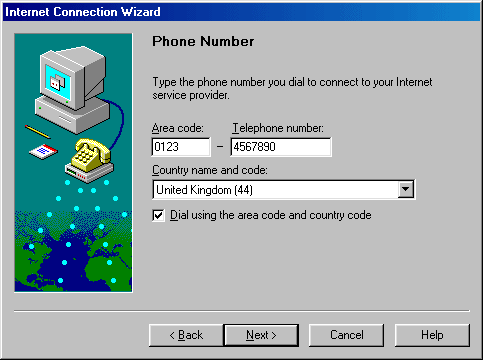 Internet Connection Wizard
Phone Number
Type the phone number you dial to connect to your Internet
service provider.
Area code: Telephone number:
0123 – 4567890
Country name and code:
United Kingdom (44)
Dial using the area code and country code
< Back Next > Cancel Help